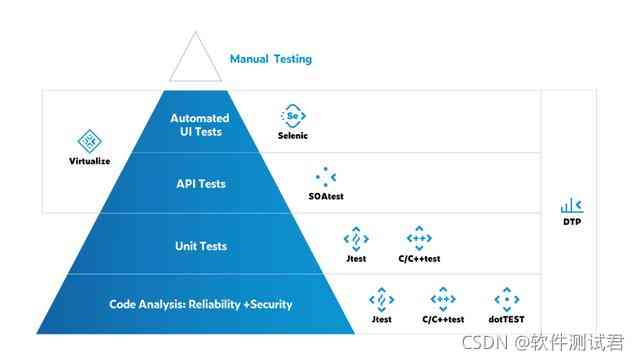 Manual Testing
Automated
UI Tests
Se
Selenic
Virtualize
API Tests
SOAtest
DTP
Unit Tests
Jtest
++
C/C++test
Code Analysis: Reliability +Security
Jtest
++
C/C++test
dotTEST
CSDN @软件测试君